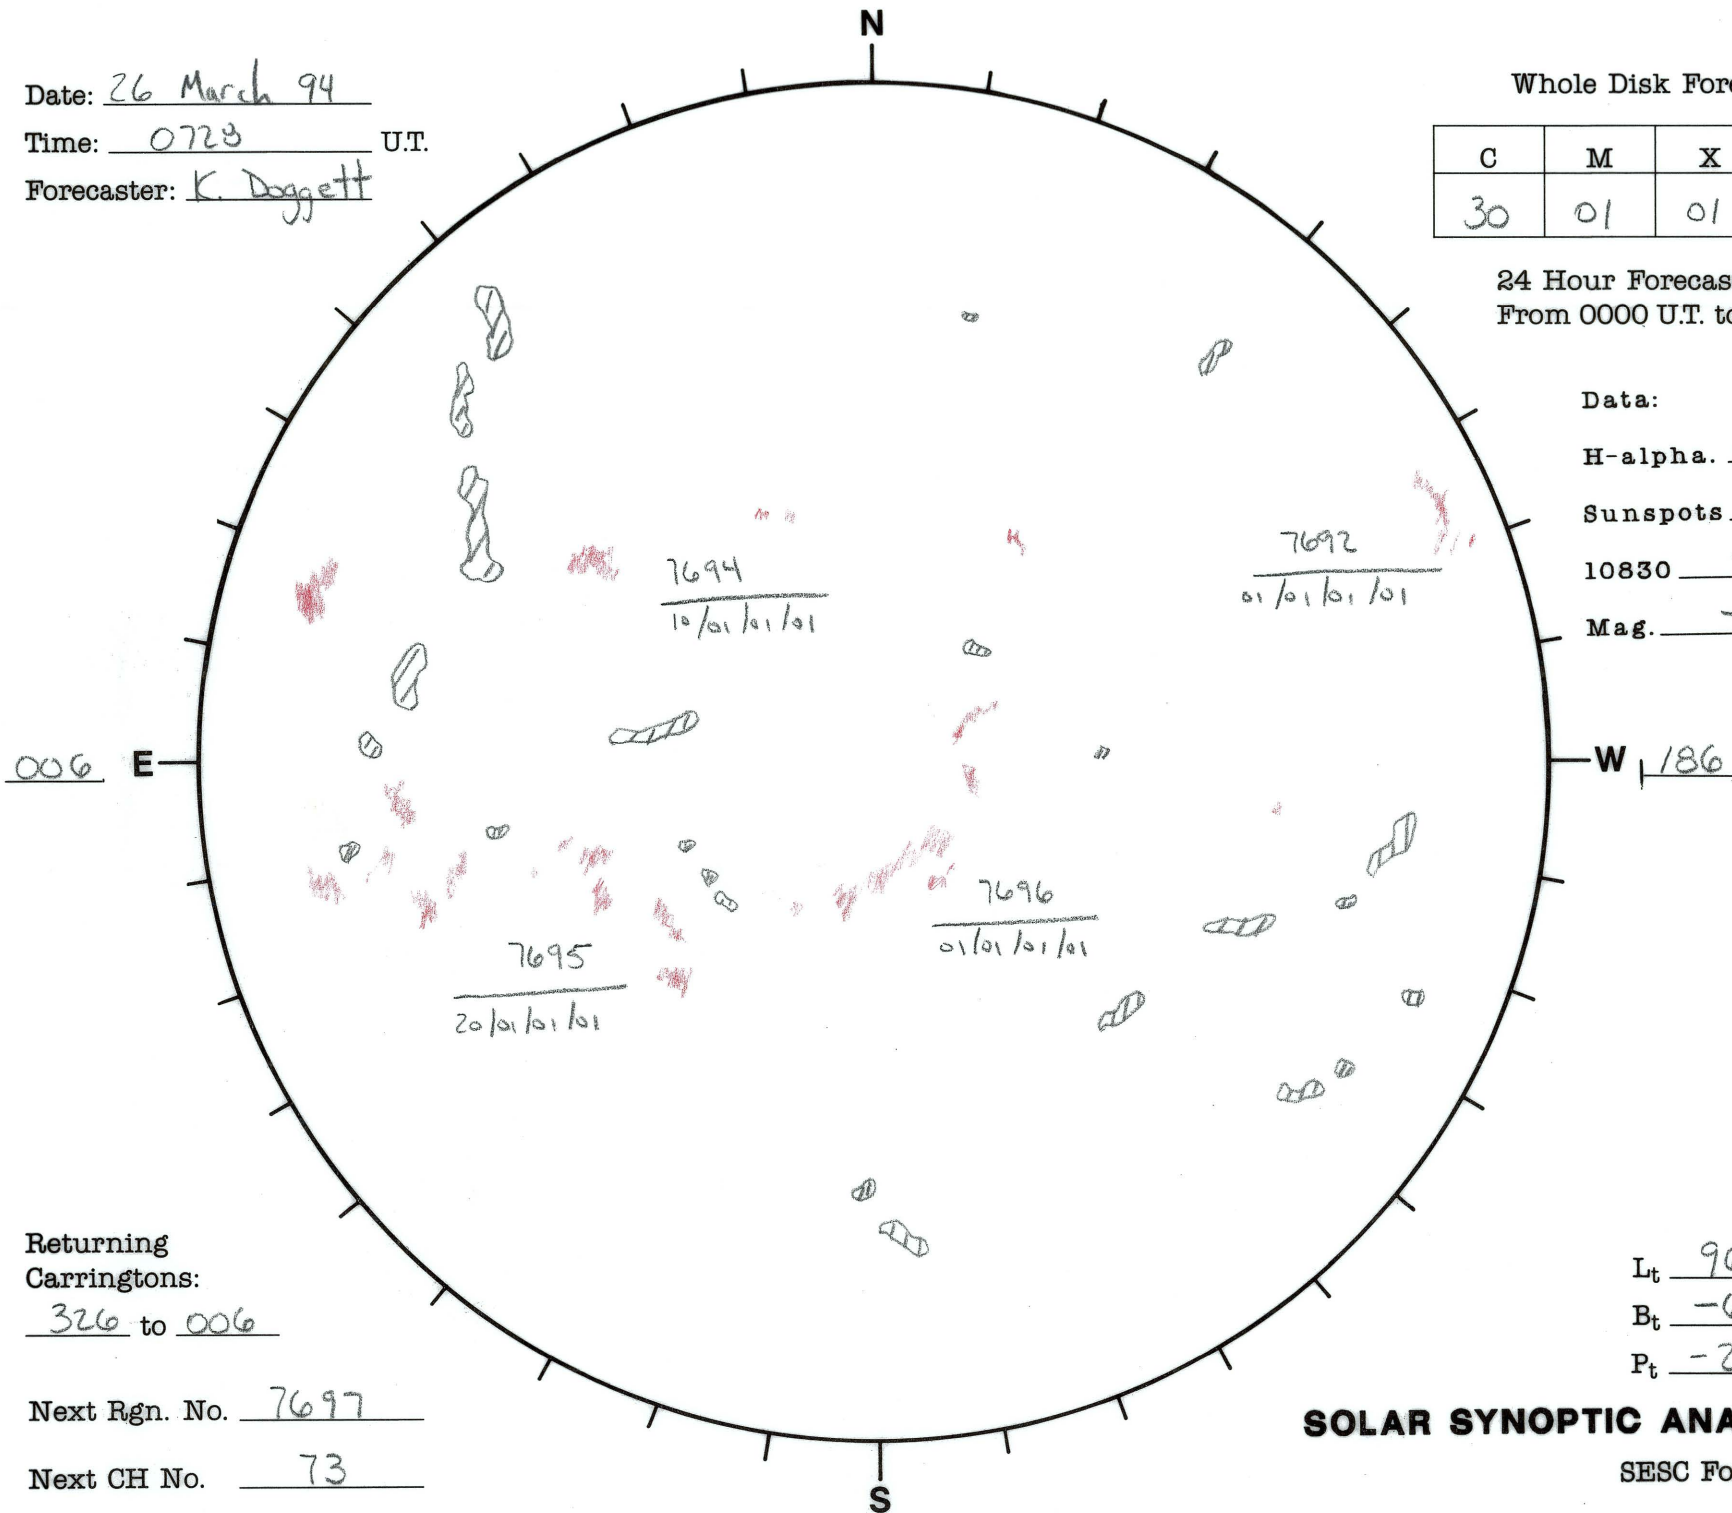 N
Date: 26 March 94
Time: 0728 U.T.
Forecaster: K. Doggett
Whole Disk Fore
C M X
30 01 01
24 Hour Forecas
From 0000 U.T. to
Data:
H-alpha.
Sunspots
10830
Mag.
7692
01/01/01/01
7694
10/01/01/01
006 E
W 186
7696
01/01/01/01
7695
20/01/01/01
Returning
Carringtons:
326 to 006
Next Rgn. No. 7697
Next CH No. 73
Lt 9
Bt -
Pt -2
SOLAR SYNOPTIC ANA
SESC Fo
S